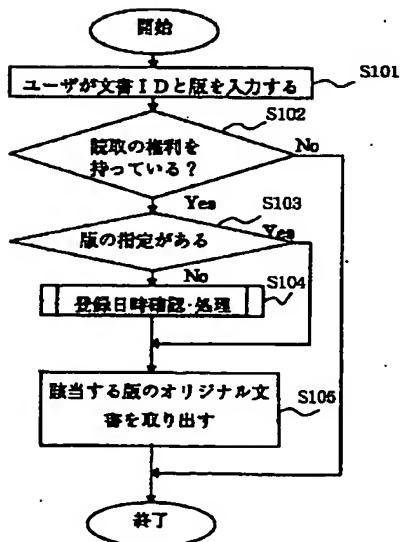 開始
ユーザが文書IDと版を入力する
S101
S102
読取の権利を
持っている?
No
Yes
S103
版の指定がある
Yes
No
S104
登録日時確認·処理
該当する版のオリジナル文
書を取り出す
S105
終了